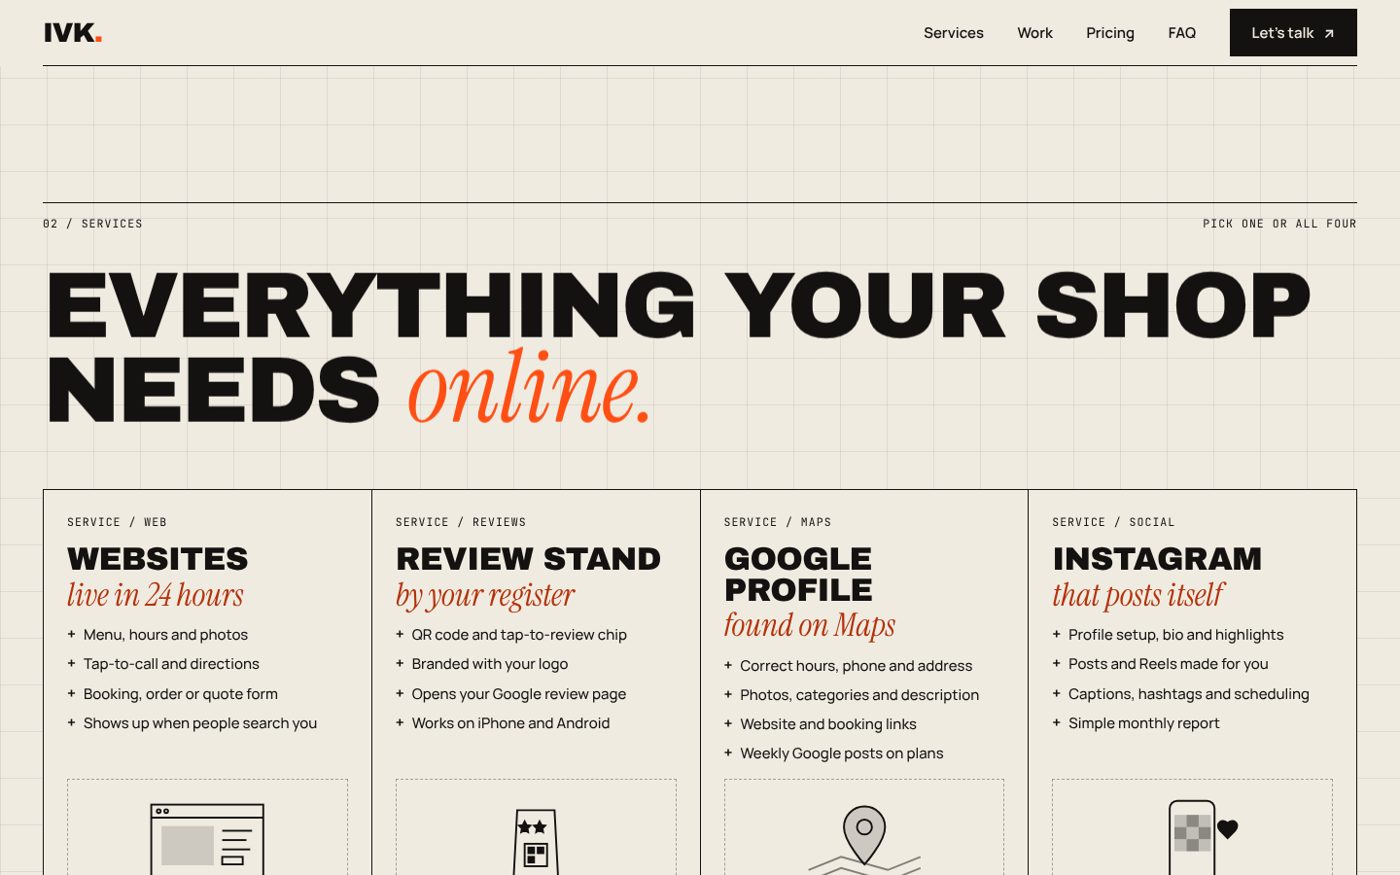 IVK.
Services
Work
Pricing
FAQ
Let's talk
02 / SERVICES
PICK ONE OR ALL FOUR
EVERYTHING YOUR SHOP
NEEDS online.
SERVICE / WEB
WEBSITES
live in 24 hours
+ Menu, hours and photos
+ Tap-to-call and directions
+ Booking, order or quote form
+ Shows up when people search you
SERVICE / REVIEWS
REVIEW STAND
by your register
+ QR code and tap-to-review chip
+ Branded with your logo
+ Opens your Google review page
+ Works on iPhone and Android
SERVICE / MAPS
GOOGLE
PROFILE
found on Maps
+ Correct hours, phone and address
+ Photos, categories and description
+ Website and booking links
+ Weekly Google posts on plans
SERVICE / SOCIAL
INSTAGRAM
that posts itself
+ Profile setup, bio and highlights
+ Posts and Reels made for you
+ Captions, hashtags and scheduling
+ Simple monthly report